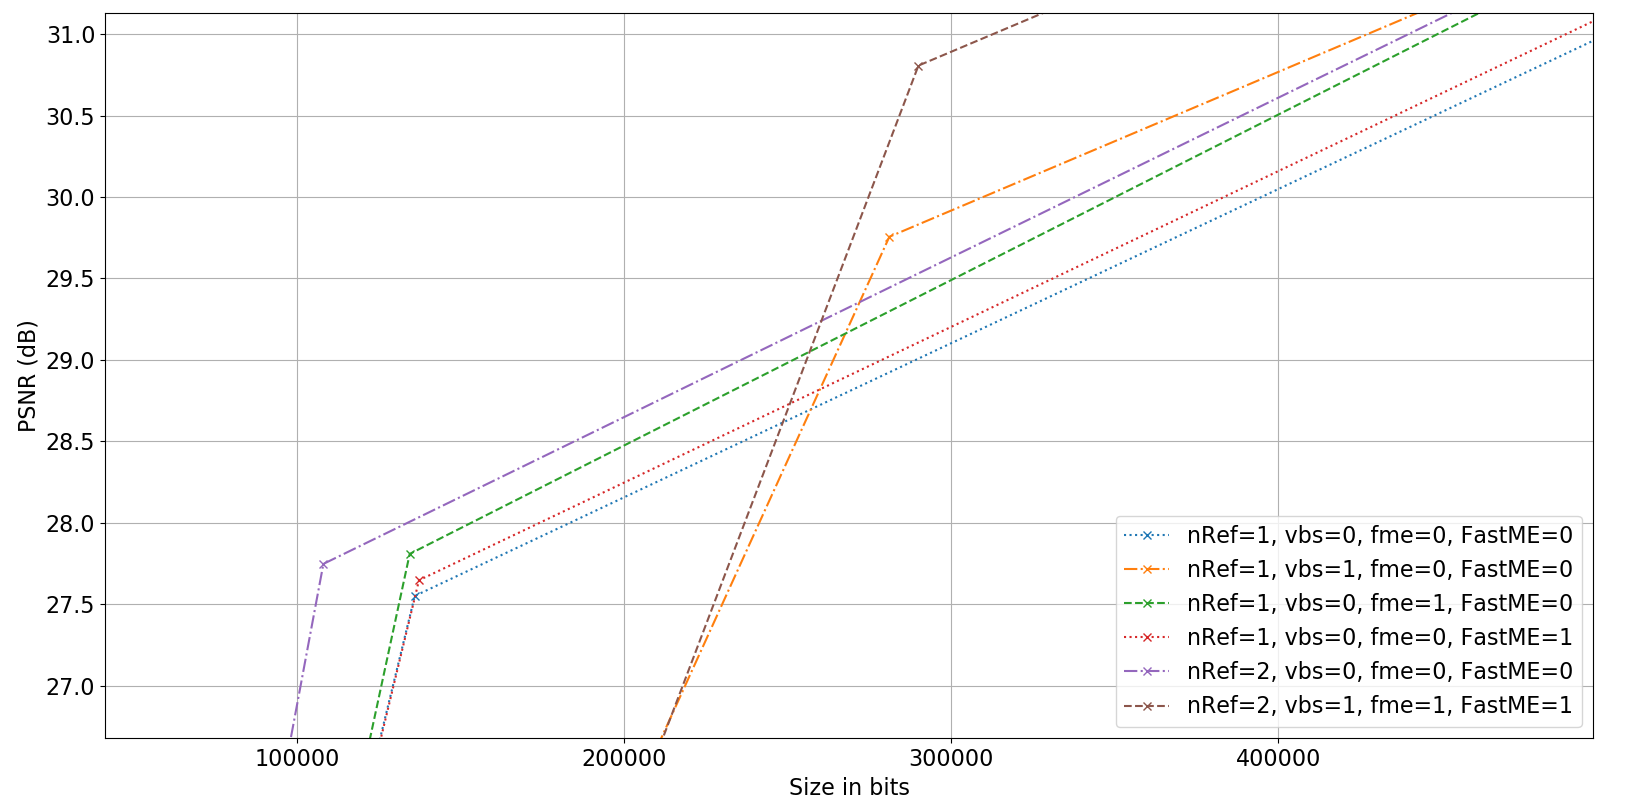 31.0
30.5
30.0
29.5
29.0
28.5
28.0
27.5
27.0
PSNR (dB)
100000
200000
300000
400000
Size in bits
nRef=1, vbs=0, fme=0, FastME=0
nRef=1, vbs=1, fme=0, FastME=0
nRef=1, vbs=0, fme=1, FastME=0
nRef=1, vbs=0, fme=0, FastME=1
nRef=2, vbs=0, fme=0, FastME=0
nRef=2, vbs=1, fme=1, FastME=1